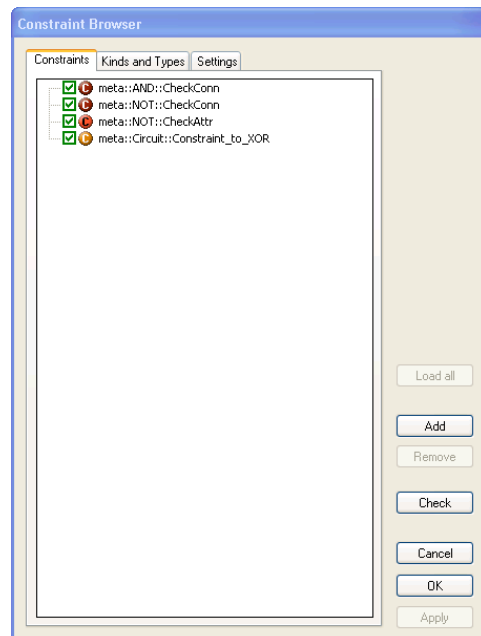 Constraint Browser
Constraints Kinds and Types Settings
C meta::AND::CheckConn
C meta::NOT::CheckConn
C meta::NOT::CheckAttr
C meta::Circuit::Constraint_to_XOR
Load all
Add
Remove
Check
Cancel
OK
Apply